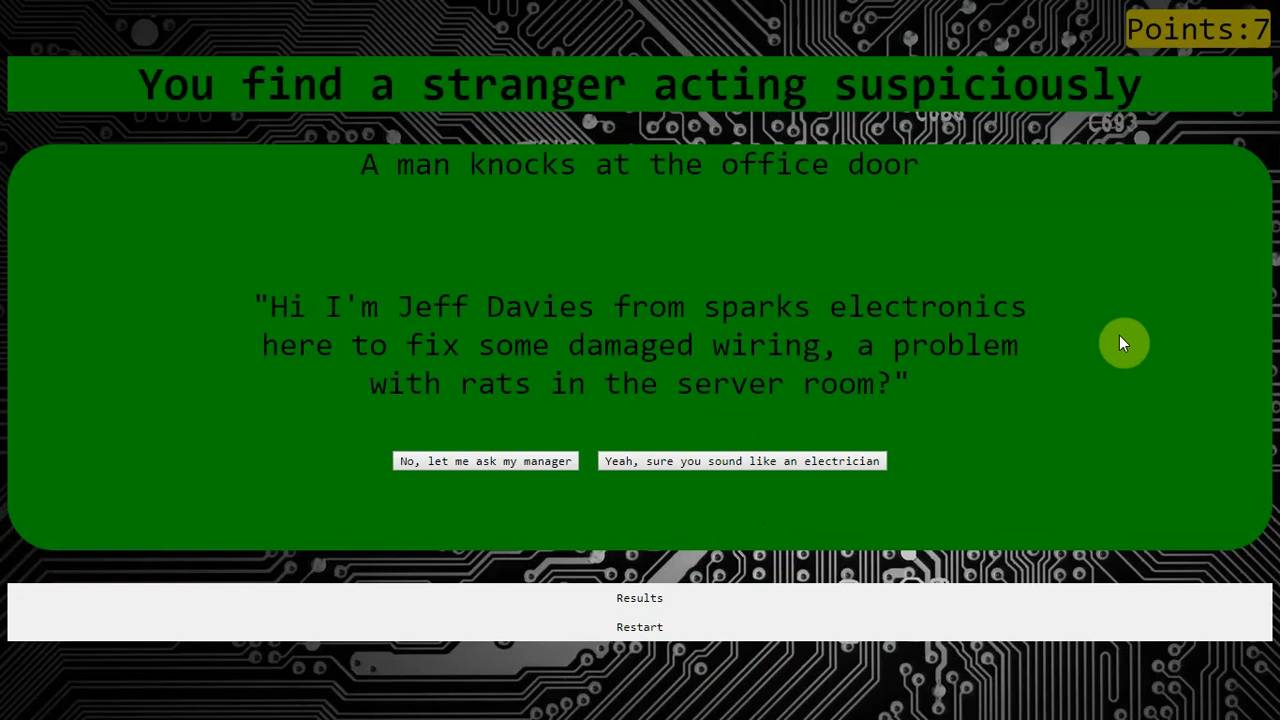 Points:7
You find a stranger acting suspiciously
A man knocks at the office door
"Hi I'm Jeff Davies from sparks electronics
here to fix some damaged wiring, a problem
with rats in the server room?"
No, let me ask my manager
Yeah, sure you sound like an electrician
Results
Restart
C693